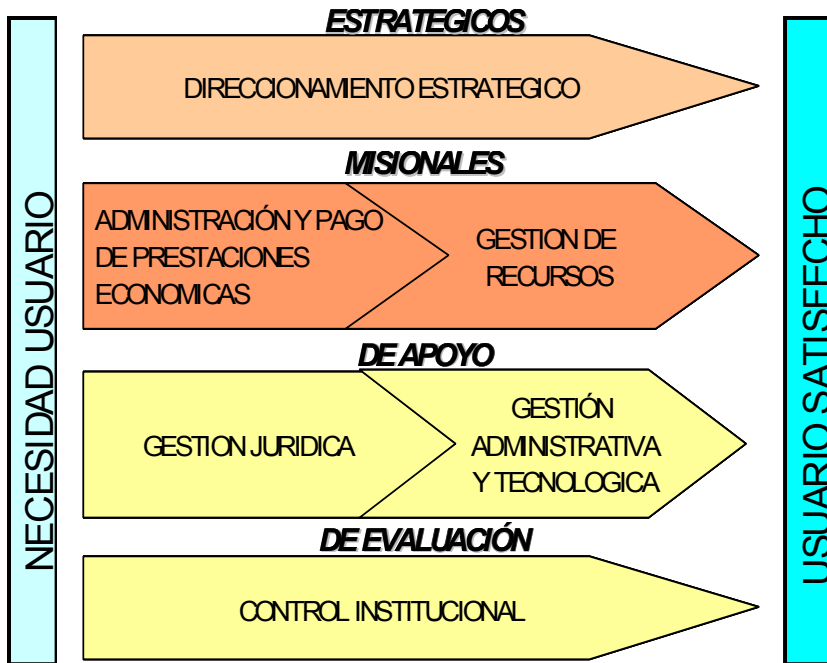 NECESIDAD USUARIO
ESTRATEGICOS
DIRECCIONAMIENTO ESTRATEGICO
MISIONALES
ADMINISTRACIÓN Y PAGO
DE PRESTACIONES
ECONOMICAS
GESTION DE
RECURSOS
DE APOYO
GESTION JURIDICA
GESTIÓN
ADMINISTRATIVA
Y TECNOLOGICA
DE EVALUACIÓN
CONTROL INSTITUCIONAL
USUARIO SATISFECHO